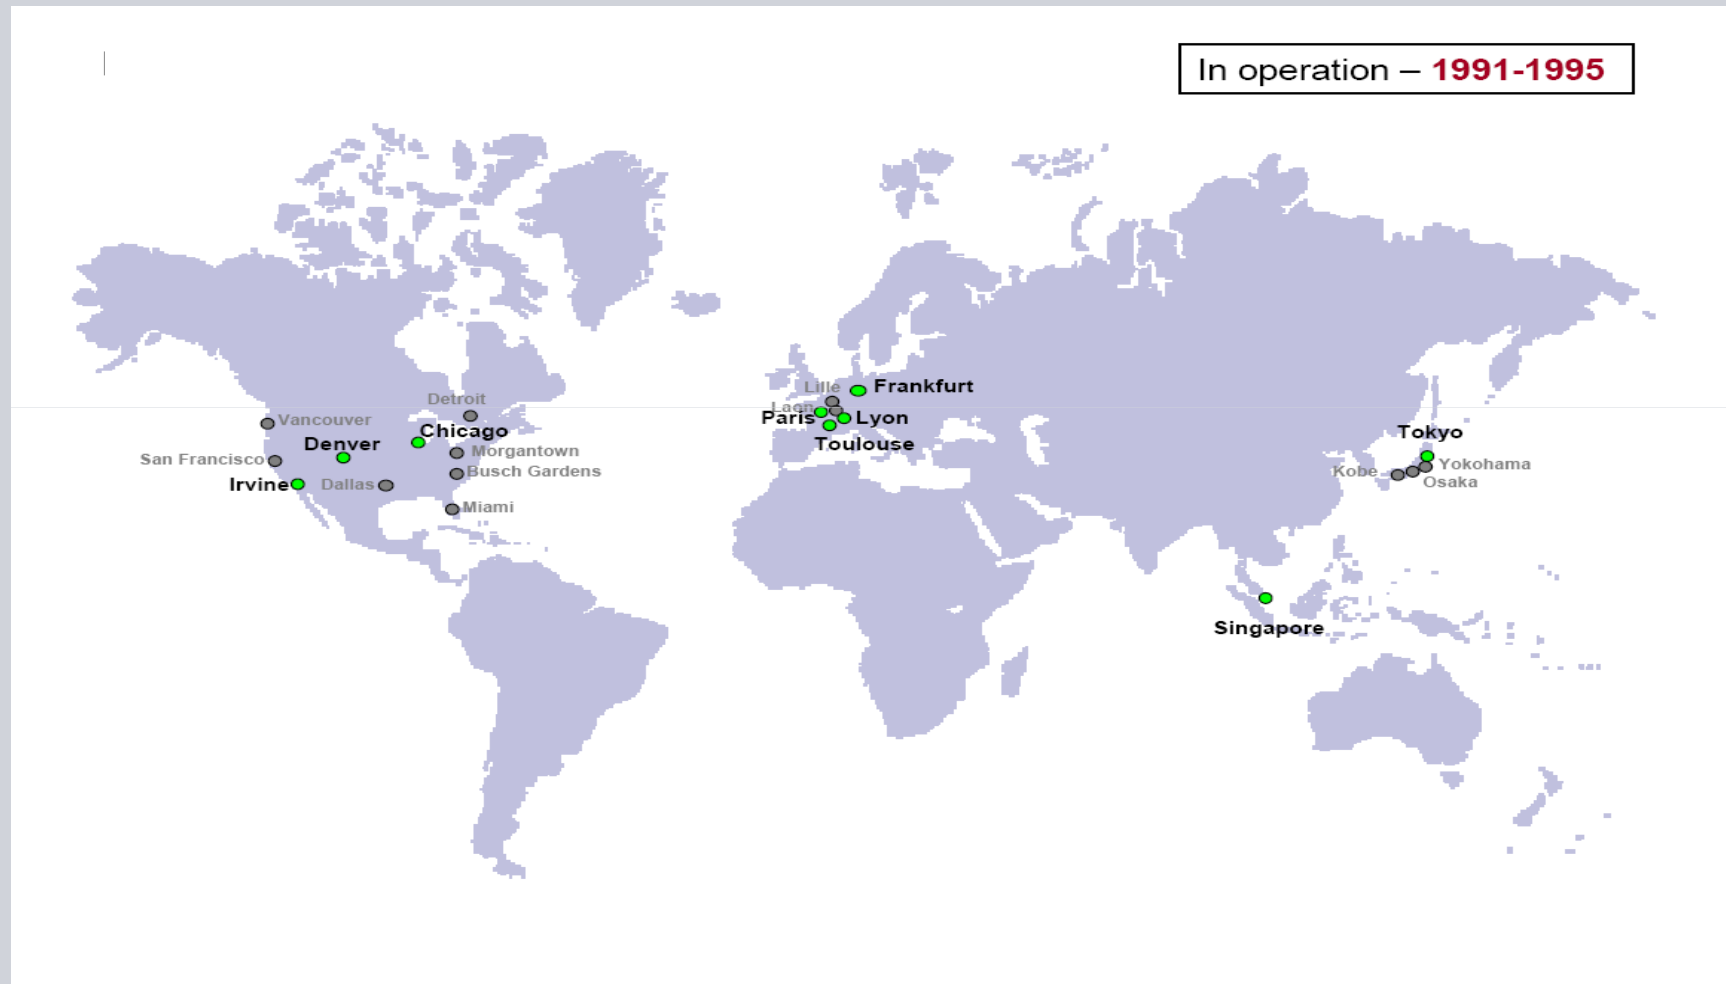 In operation – 1991-1995
Lille
Frankfurt
Detroit
Laon
Vancouver
Paris
Lyon
Chicago
Tokyo
Denver
Toulouse
San Francisco
Morgantown
Yokohama
Kobe
Busch Gardens
Irvine
Dallas
Osaka
Miami
Singapore